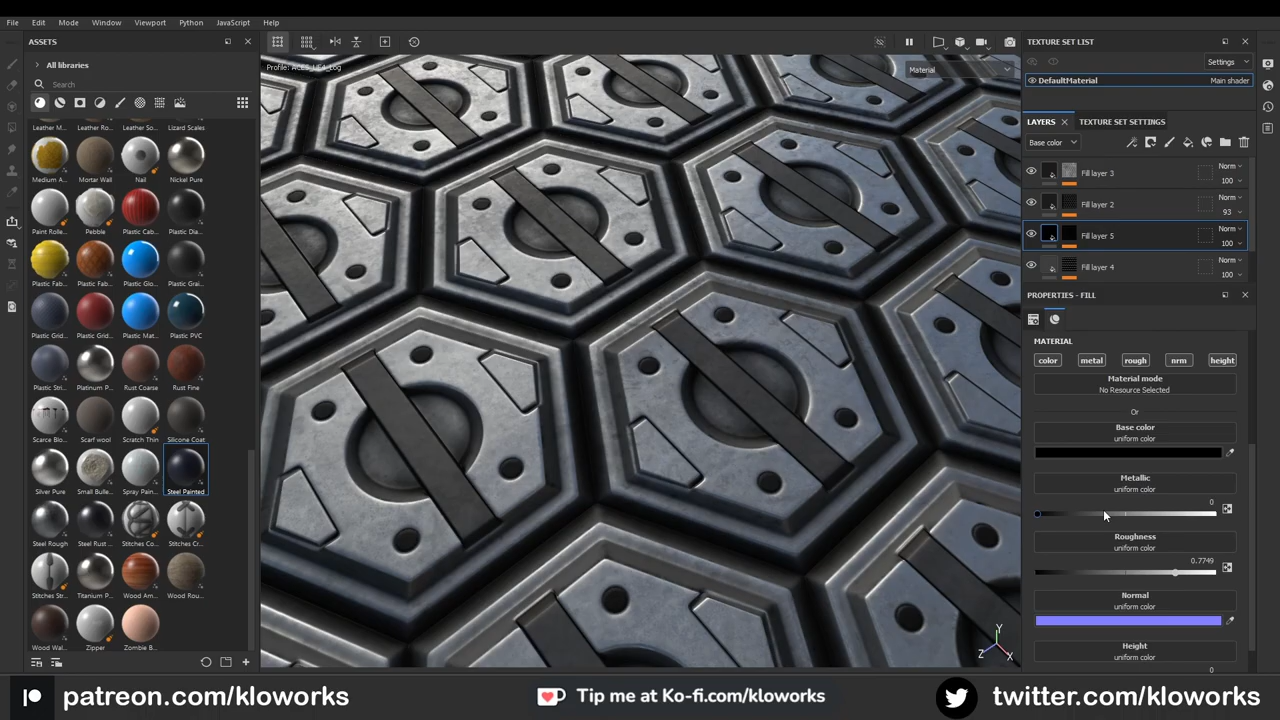 File Edit Mode Window Viewport Python JavaScript Help
ASSETS
All libraries
Search
Leather M... Leather Ro... Leather So... Lizard Scales
Medium A... Mortar Wall Nail Nickel Pure
Paint Rolle... Pebble Plastic Cab... Plastic Dia...
Plastic Fab... Plastic Fab... Plastic Glo... Plastic Grai...
Plastic Grid... Plastic Grid... Plastic Mat... Plastic PVC
Plastic Stri... Platinum P... Rust Coarse Rust Fine
Scarce Blo... Scarf wool Scratch Thin Silicone Coat
Silver Pure Small Bulle... Spray Pain... Steel Painted
Steel Rough Steel Rust ... Stitches Co... Stitches Cr...
Stitches Str... Titanium P... Wood Am... Wood Rou...
Wood Wal... Zipper Zombie B...
Material
Y
Z
X
TEXTURE SET LIST
Settings
DefaultMaterial Main shader
LAYERS TEXTURE SET SETTINGS
Base color
Fill layer 3 Norm
100
Fill layer 2 Norm
93
Fill layer 5 Norm
100
Fill layer 4 Norm
100
PROPERTIES - FILL
MATERIAL
color metal rough nrm height
Material mode
No Resource Selected
Or
Base color
uniform color
Metallic
uniform color
0
Roughness
uniform color
0.7749
Normal
uniform color
Height
uniform color
0
patreon.com/kloworks
Tip me at Ko-fi.com/kloworks
twitter.com/kloworks